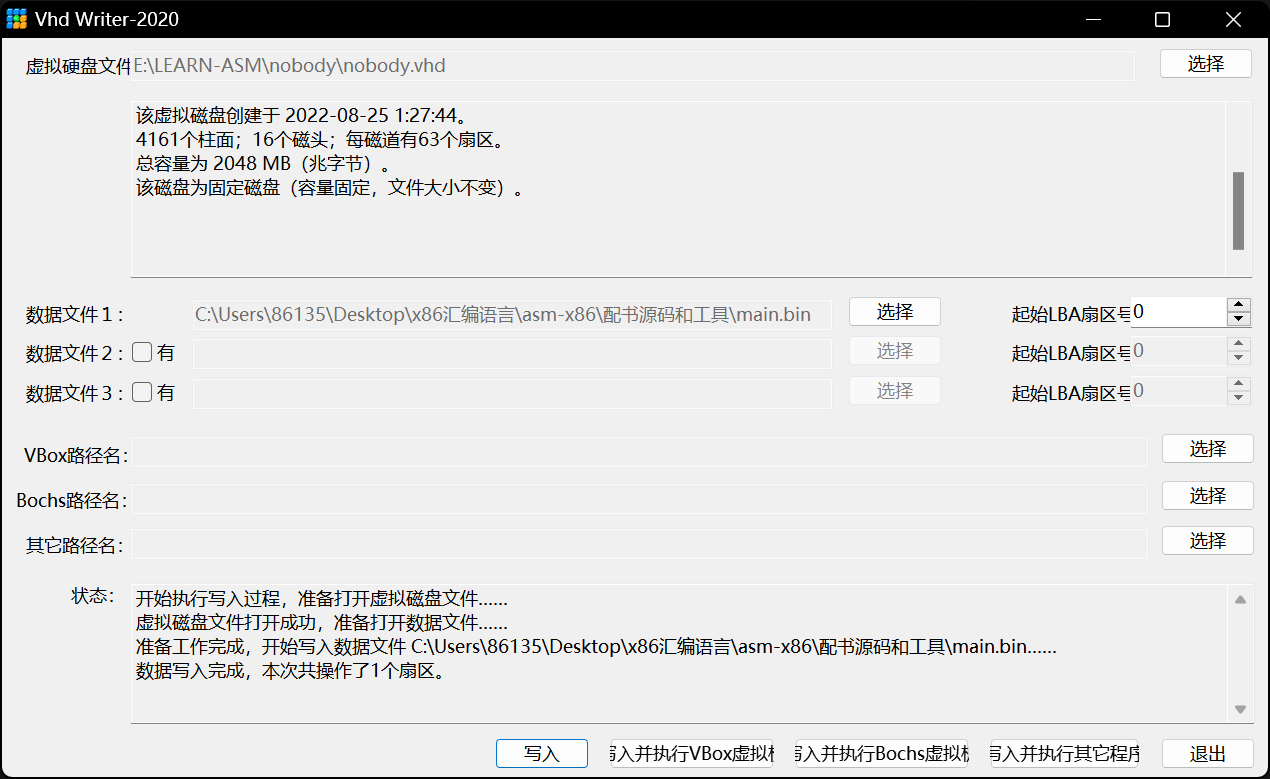 Vhd Writer-2020
虚拟硬盘文件 E:\LEARN-ASM\nobody\nobody.vhd 选择
该虚拟磁盘创建于 2022-08-25 1:27:44。
4161个柱面；16个磁头；每磁道有63个扇区。
总容量为 2048 MB（兆字节）。
该磁盘为固定磁盘（容量固定，文件大小不变）。
数据文件1： C:\Users\86135\Desktop\x86汇编语言\asm-x86\配书源码和工具\main.bin 选择 起始LBA扇区号 0
数据文件2： 有 选择 起始LBA扇区号 0
数据文件3： 有 选择 起始LBA扇区号 0
VBox路径名： 选择
Bochs路径名： 选择
其它路径名： 选择
状态： 开始执行写入过程，准备打开虚拟磁盘文件......
虚拟磁盘文件打开成功，准备打开数据文件......
准备工作完成，开始写入数据文件 C:\Users\86135\Desktop\x86汇编语言\asm-x86\配书源码和工具\main.bin......
数据写入完成，本次共操作了1个扇区。
写入 写入并执行VBox虚拟机 写入并执行Bochs虚拟机 写入并执行其它程序 退出